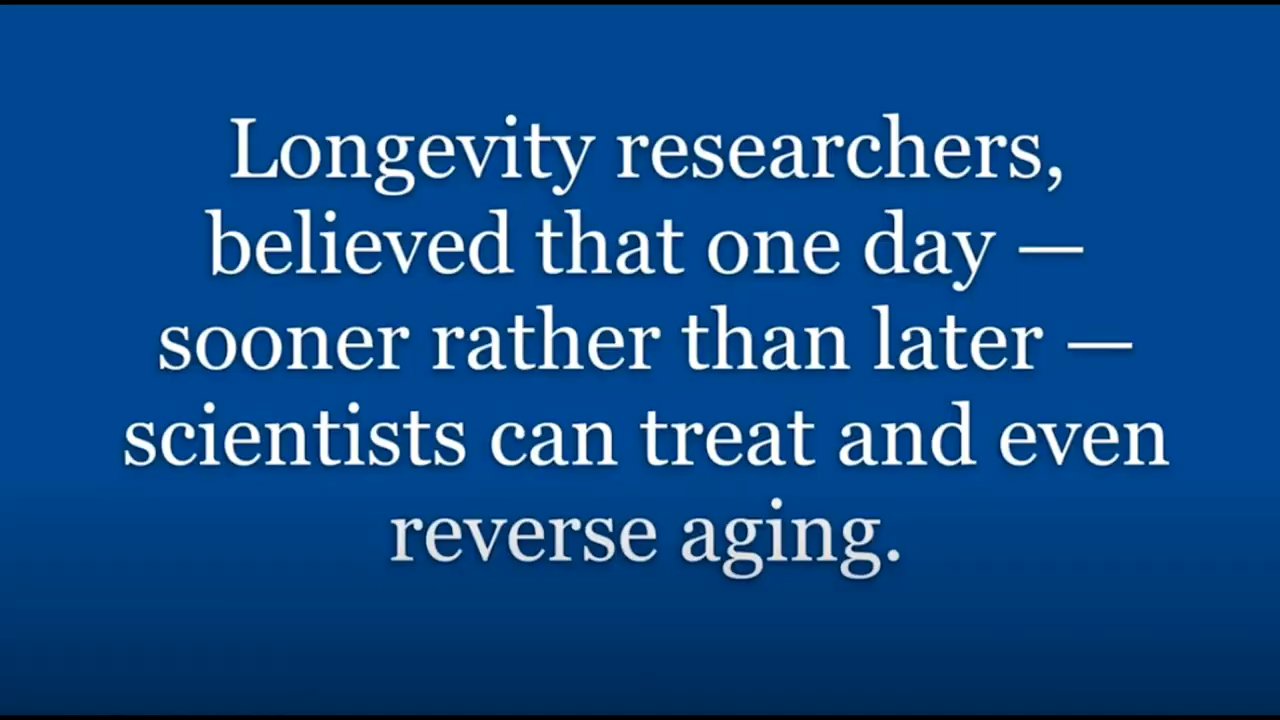 Longevity researchers,
believed that one day —
sooner rather than later —
scientists can treat and even
reverse aging.